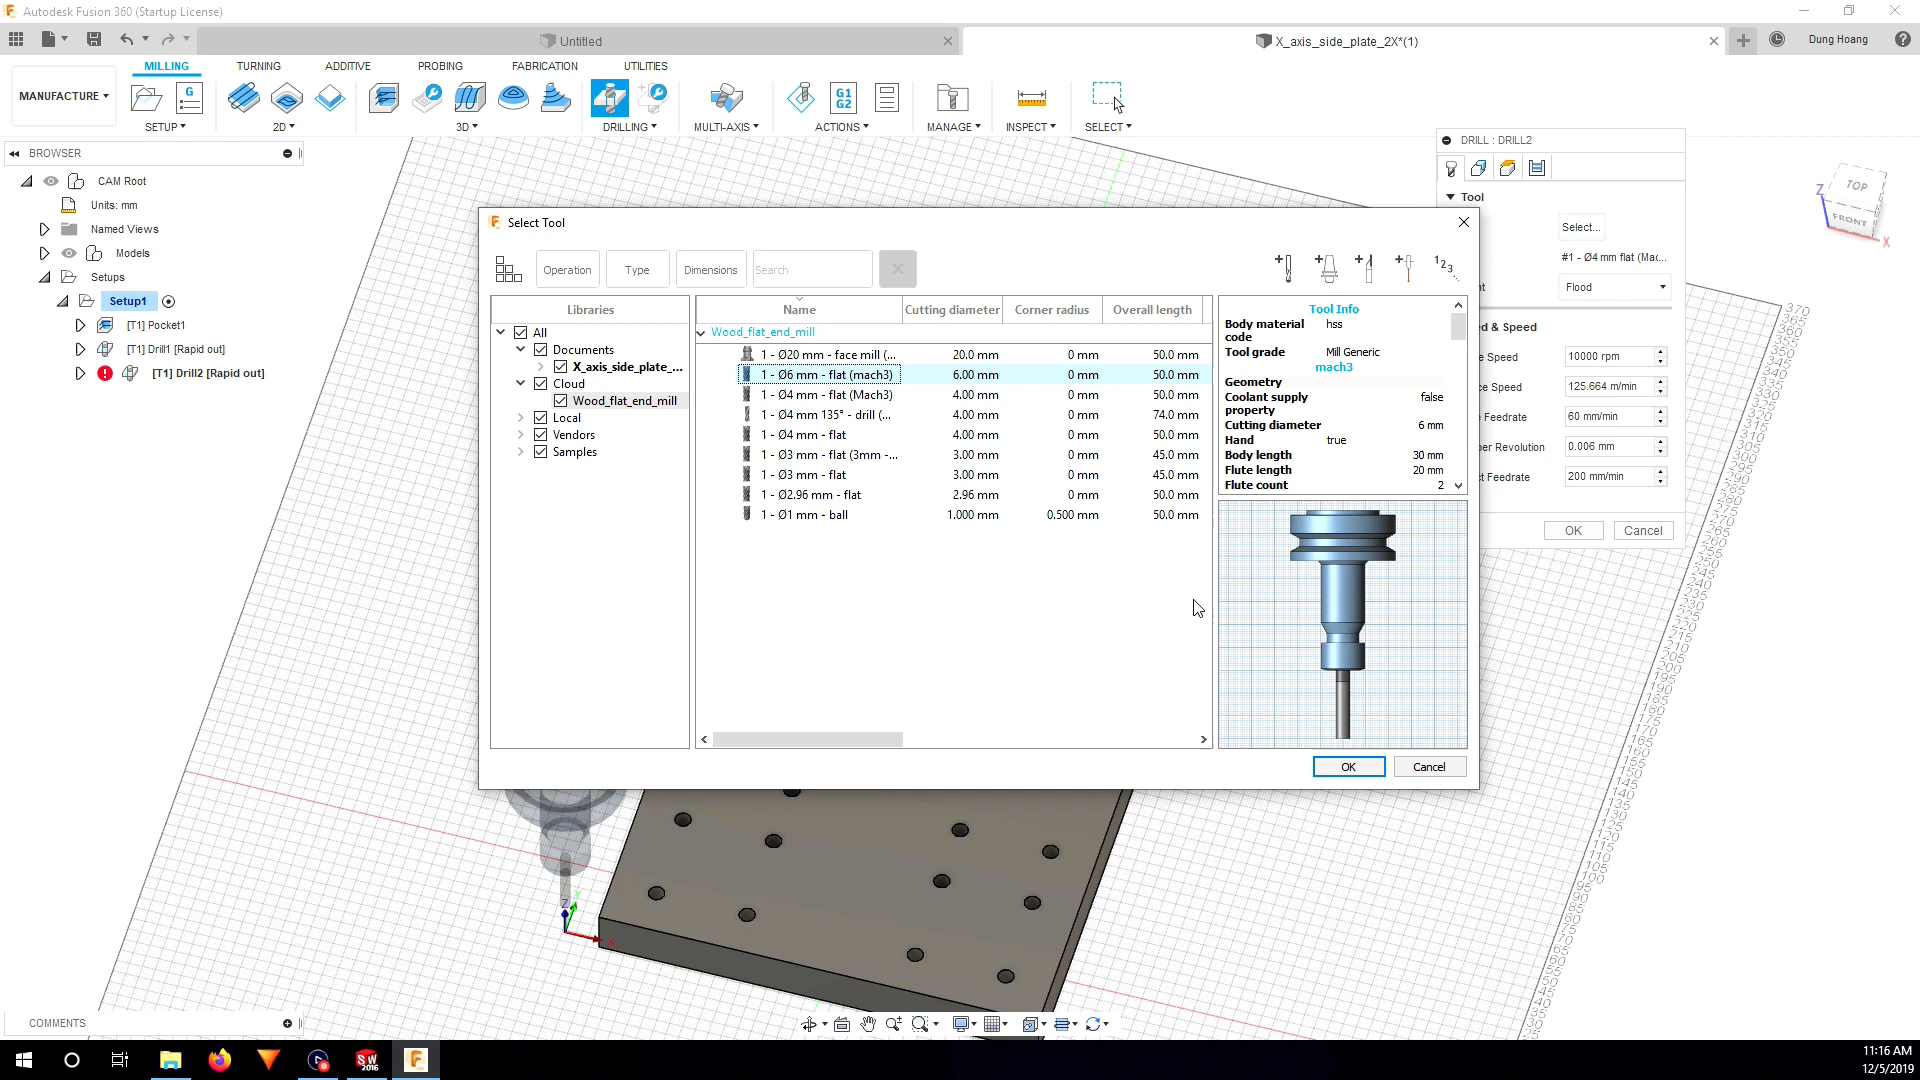 Autodesk Fusion 360 (Startup License)
Untitled
X_axis_side_plate_2X*(1)
Dung Hoang
MILLING
TURNING
ADDITIVE
PROBING
FABRICATION
UTILITIES
MANUFACTURE
G
G1
G2
SETUP
2D
3D
DRILLING
MULTI-AXIS
ACTIONS
MANAGE
INSPECT
SELECT
BROWSER
CAM Root
Units: mm
Named Views
Models
Setups
Setup1
[T1] Pocket1
[T1] Drill1 [Rapid out]
[T1] Drill2 [Rapid out]
DRILL : DRILL2
Tool
Select...
#1 - Ø4 mm flat (Mac...
Flood
d & Speed
e Speed
10000 rpm
ce Speed
125.664 m/min
Feedrate
60 mm/min
er Revolution
0.006 mm
t Feedrate
200 mm/min
OK
Cancel
TOP
FRONT
Z
X
Select Tool
Operation
Type
Dimensions
Search
1 2 3
Libraries
All
Documents
X_axis_side_plate_...
Cloud
Wood_flat_end_mill
Local
Vendors
Samples
Name
Cutting diameter
Corner radius
Overall length
Wood_flat_end_mill
1 - Ø20 mm - face mill (... 20.0 mm 0 mm 50.0 mm
1 - Ø6 mm - flat (mach3) 6.00 mm 0 mm 50.0 mm
1 - Ø4 mm - flat (Mach3) 4.00 mm 0 mm 50.0 mm
1 - Ø4 mm 135° - drill (... 4.00 mm 0 mm 74.0 mm
1 - Ø4 mm - flat 4.00 mm 0 mm 50.0 mm
1 - Ø3 mm - flat (3mm -... 3.00 mm 0 mm 45.0 mm
1 - Ø3 mm - flat 3.00 mm 0 mm 45.0 mm
1 - Ø2.96 mm - flat 2.96 mm 0 mm 50.0 mm
1 - Ø1 mm - ball 1.000 mm 0.500 mm 50.0 mm
Tool Info
Body material code hss
Tool grade Mill Generic
mach3
Geometry
Coolant supply property false
Cutting diameter 6 mm
Hand true
Body length 30 mm
Flute length 20 mm
Flute count 2
OK
Cancel
Z
COMMENTS
SW
2016
11:16 AM
12/5/2019